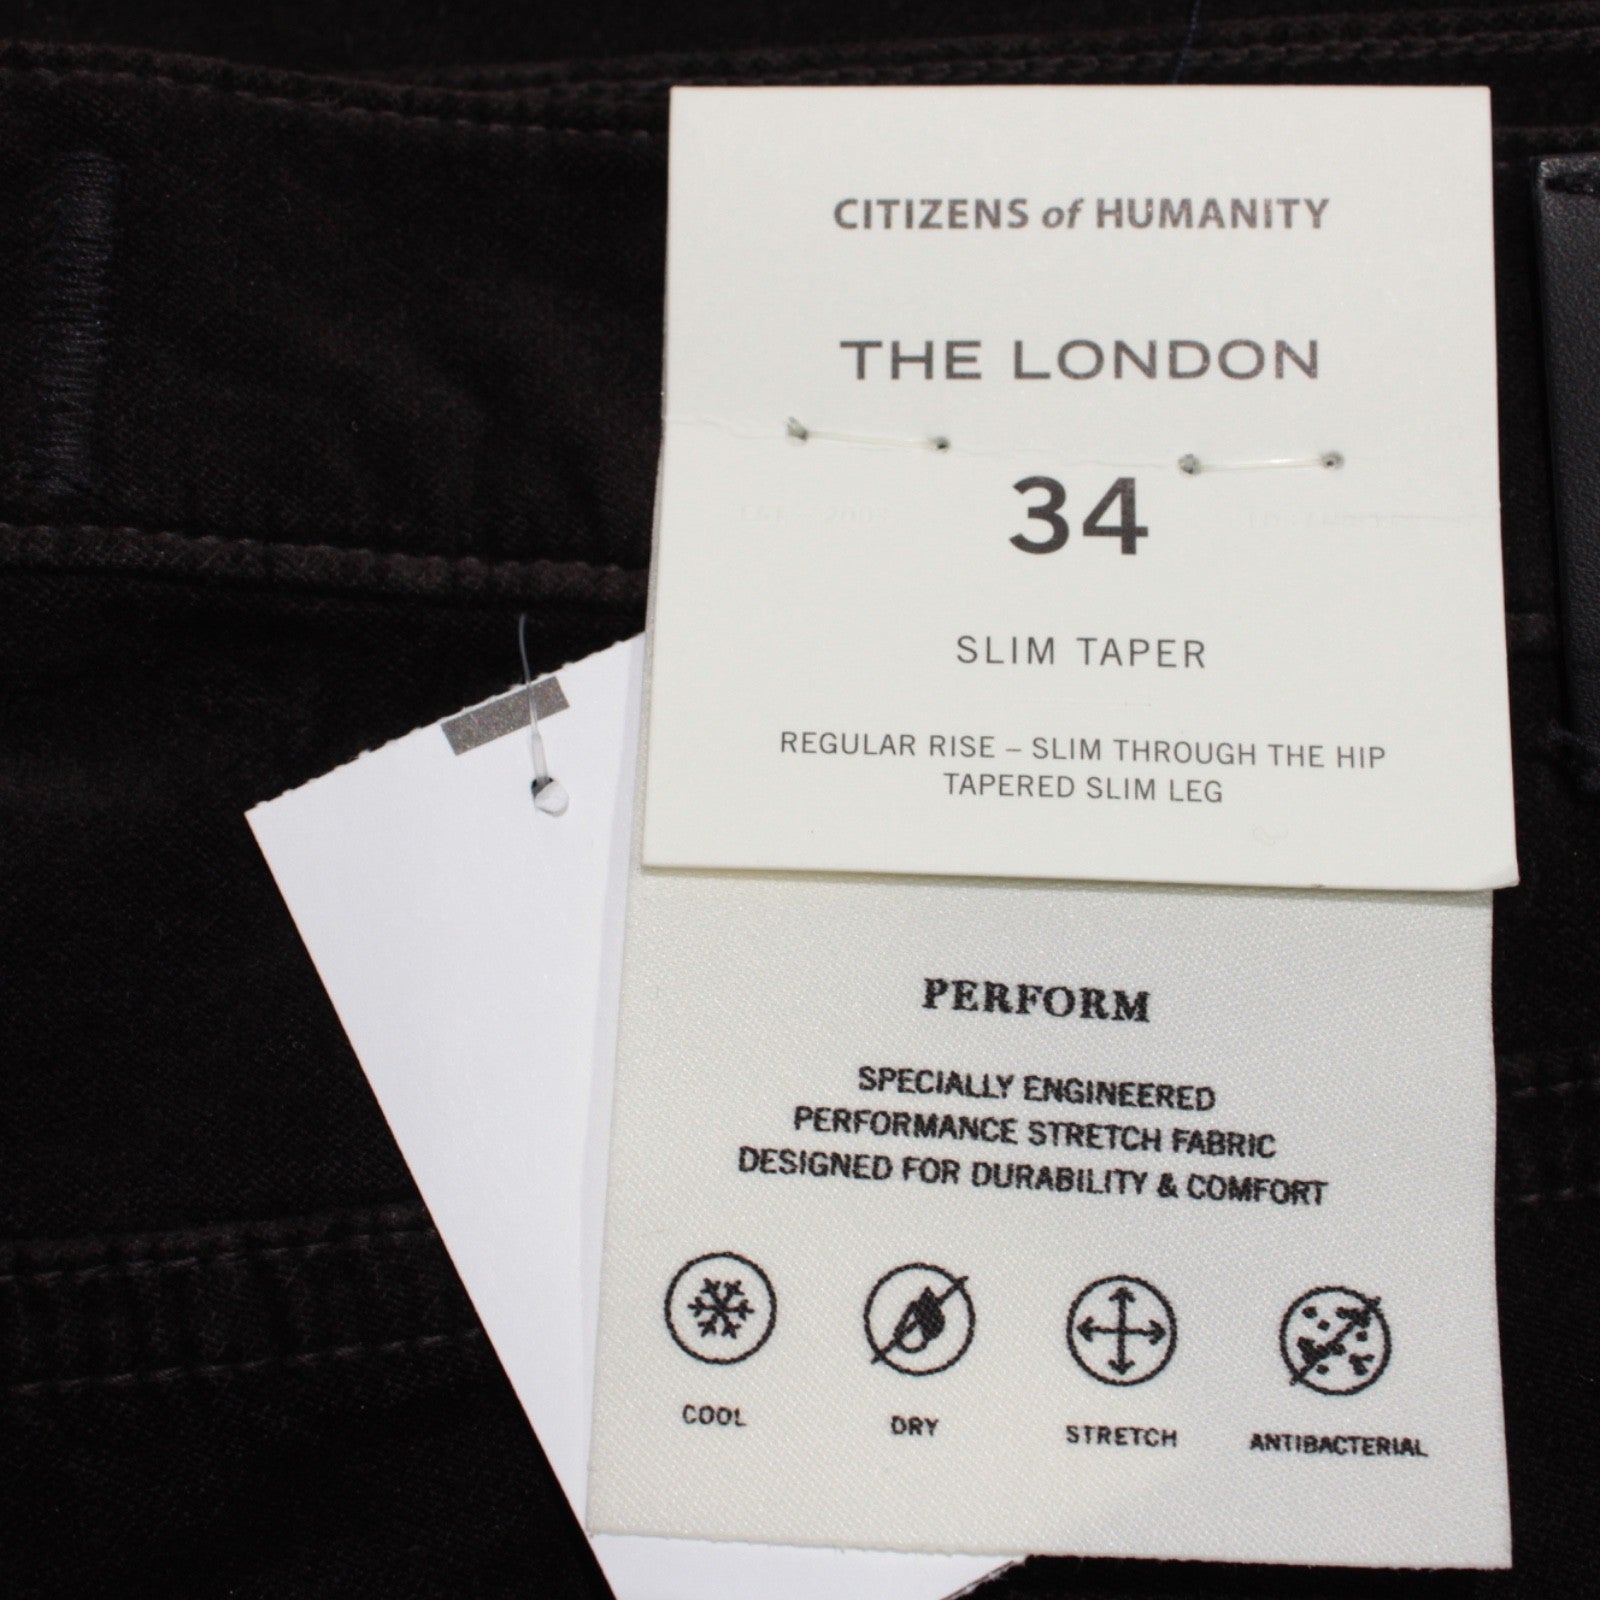 CITIZENS of HUMANITY
THE LONDON
34
SLIM TAPER
REGULAR RISE – SLIM THROUGH THE HIP
TAPERED SLIM LEG
PERFORM
SPECIALLY ENGINEERED
PERFORMANCE STRETCH FABRIC
DESIGNED FOR DURABILITY & COMFORT
COOL
DRY
STRETCH
ANTIBACTERIAL